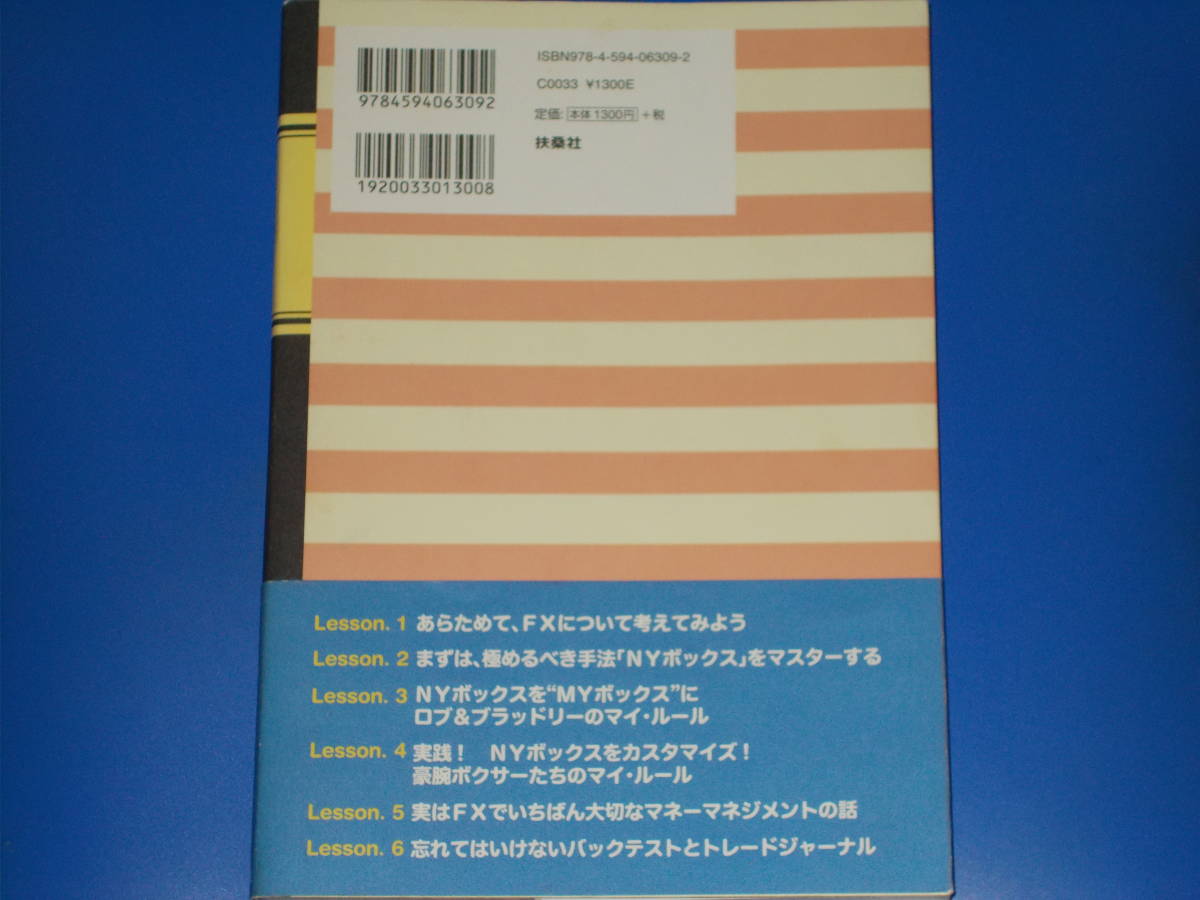 ISBN978-4-594-06309-2
C0033 ¥1300E
定価:本体1300円+税
扶桑社
9784594063092
1920033013008
Lesson. 1 あらためて、FXについて考えてみよう
Lesson. 2 まずは、極めるべき手法「NYボックス」をマスターする
Lesson. 3 NYボックスを“MYボックス”に
ロブ&ブラッドリーのマイ・ルール
Lesson. 4 実践! NYボックスをカスタマイズ!
豪腕ボクサーたちのマイ・ルール
Lesson. 5 実はFXでいちばん大切なマネーマネジメントの話
Lesson. 6 忘れてはいけないバックテストとトレードジャーナル